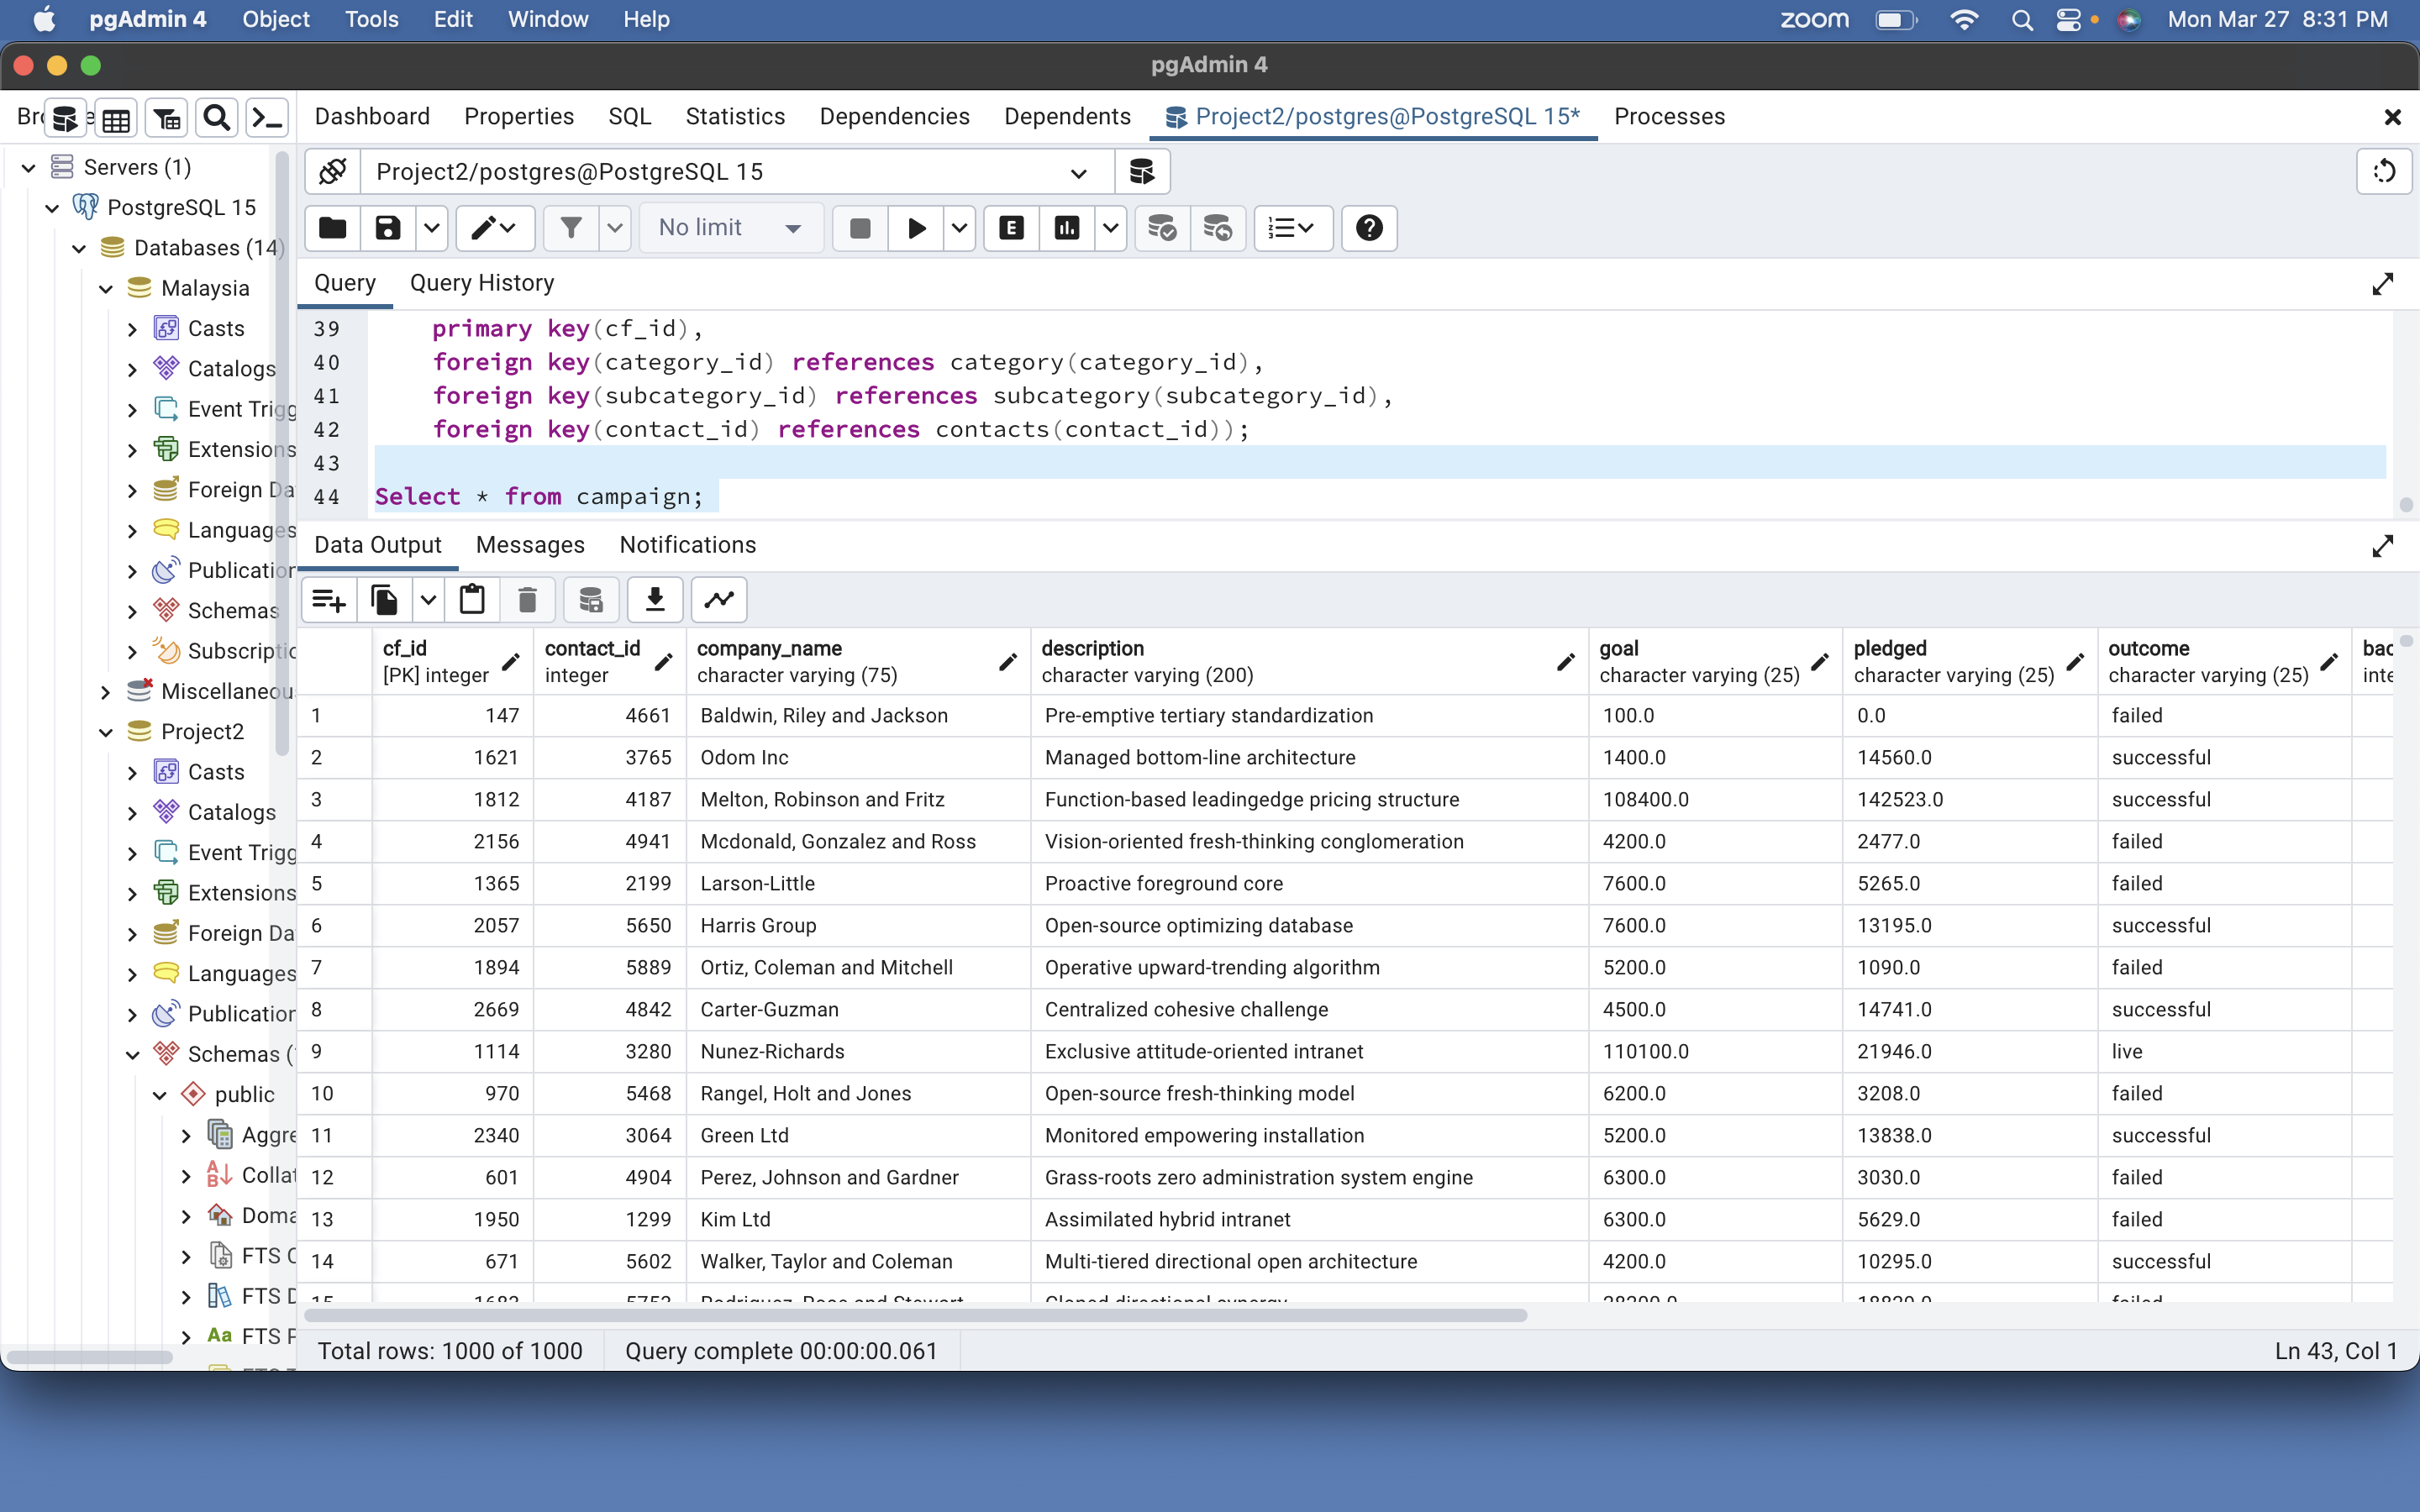 pgAdmin 4 Object Tools Edit Window Help zoom Mon Mar 27 8:31 PM
pgAdmin 4
Dashboard Properties SQL Statistics Dependencies Dependents Project2/postgres@PostgreSQL 15* Processes
Servers (1)
PostgreSQL 15
Databases (14)
Malaysia
Casts
Catalogs
Event Trigg
Extensions
Foreign Da
Languages
Publication
Schemas
Subscriptic
Miscellaneou
Project2
Casts
Catalogs
Event Trigg
Extensions
Foreign Da
Languages
Publication
Schemas (
public
Aggre
Collat
Doma
FTS C
FTS D
FTS P
Project2/postgres@PostgreSQL 15
No limit
Query Query History
39 primary key(cf_id),
40 foreign key(category_id) references category(category_id),
41 foreign key(subcategory_id) references subcategory(subcategory_id),
42 foreign key(contact_id) references contacts(contact_id));
43
44 Select * from campaign;
Data Output Messages Notifications
cf_id contact_id company_name description goal pledged outcome bac
[PK] integer integer character varying (75) character varying (200) character varying (25) character varying (25) character varying (25) inte
1 147 4661 Baldwin, Riley and Jackson Pre-emptive tertiary standardization 100.0 0.0 failed
2 1621 3765 Odom Inc Managed bottom-line architecture 1400.0 14560.0 successful
3 1812 4187 Melton, Robinson and Fritz Function-based leadingedge pricing structure 108400.0 142523.0 successful
4 2156 4941 Mcdonald, Gonzalez and Ross Vision-oriented fresh-thinking conglomeration 4200.0 2477.0 failed
5 1365 2199 Larson-Little Proactive foreground core 7600.0 5265.0 failed
6 2057 5650 Harris Group Open-source optimizing database 7600.0 13195.0 successful
7 1894 5889 Ortiz, Coleman and Mitchell Operative upward-trending algorithm 5200.0 1090.0 failed
8 2669 4842 Carter-Guzman Centralized cohesive challenge 4500.0 14741.0 successful
9 1114 3280 Nunez-Richards Exclusive attitude-oriented intranet 110100.0 21946.0 live
10 970 5468 Rangel, Holt and Jones Open-source fresh-thinking model 6200.0 3208.0 failed
11 2340 3064 Green Ltd Monitored empowering installation 5200.0 13838.0 successful
12 601 4904 Perez, Johnson and Gardner Grass-roots zero administration system engine 6300.0 3030.0 failed
13 1950 1299 Kim Ltd Assimilated hybrid intranet 6300.0 5629.0 failed
14 671 5602 Walker, Taylor and Coleman Multi-tiered directional open architecture 4200.0 10295.0 successful
Total rows: 1000 of 1000 Query complete 00:00:00.061 Ln 43, Col 1